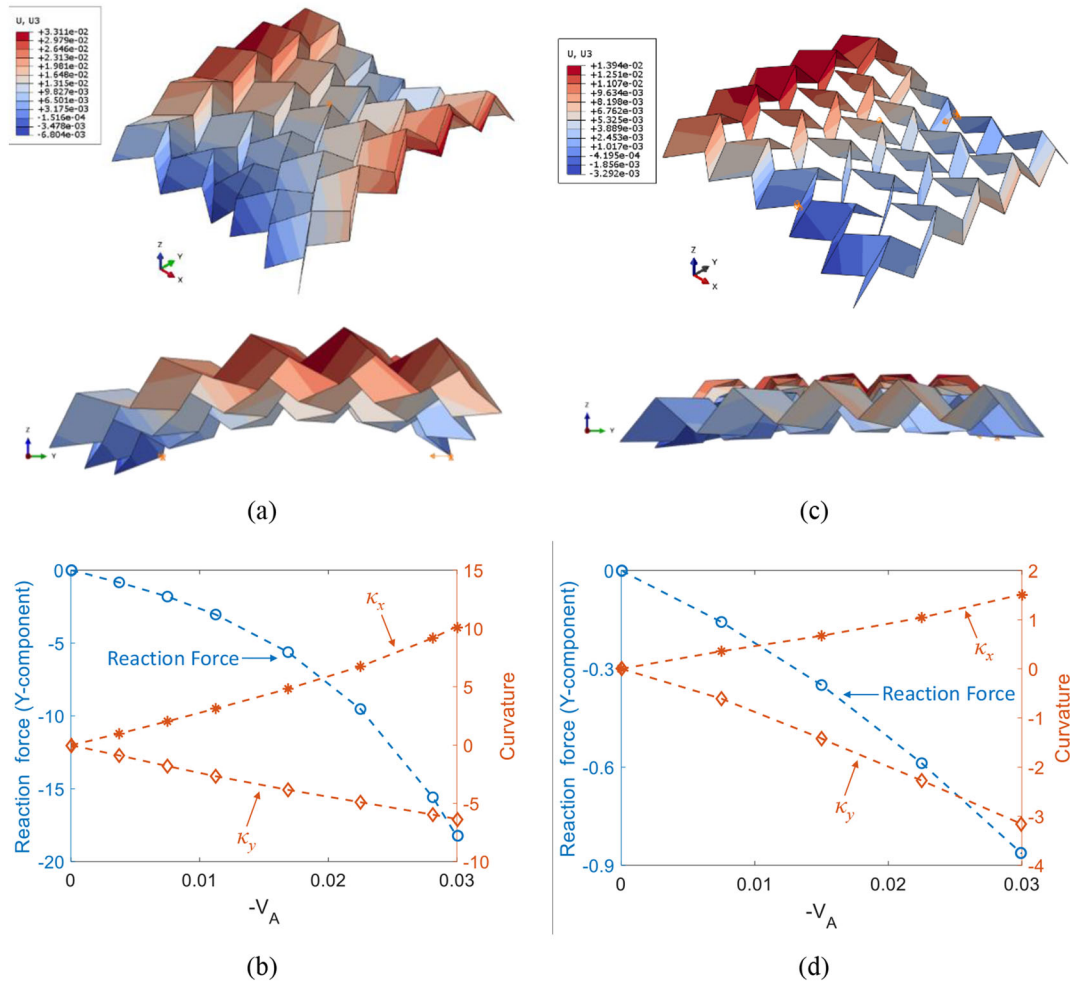 U, U3
+3.311e-02
+2.979e-02
+2.646e-02
+2.313e-02
+1.981e-02
+1.648e-02
+1.315e-02
+9.827e-03
+6.501e-03
+3.175e-03
-1.516e-04
-3.478e-03
-6.804e-03
Z
Y
X
Z
Y
(a)
U, U3
+1.394e-02
+1.251e-02
+1.107e-02
+9.634e-03
+8.198e-03
+6.762e-03
+5.325e-03
+3.889e-03
+2.453e-03
+1.017e-03
-4.195e-04
-1.856e-03
-3.292e-03
Z
Y
X
Z
Y
(c)
Reaction force (Y-component)
0
-5
-10
-15
-20
15
10
5
0
-5
-10
Curvature
κx
Reaction Force
κy
0
0.01
0.02
0.03
-VA
(b)
Reaction force (Y-component)
0
-0.3
-0.6
-0.9
2
1
0
-1
-2
-3
-4
Curvature
κx
Reaction Force
κy
0
0.01
0.02
0.03
-VA
(d)